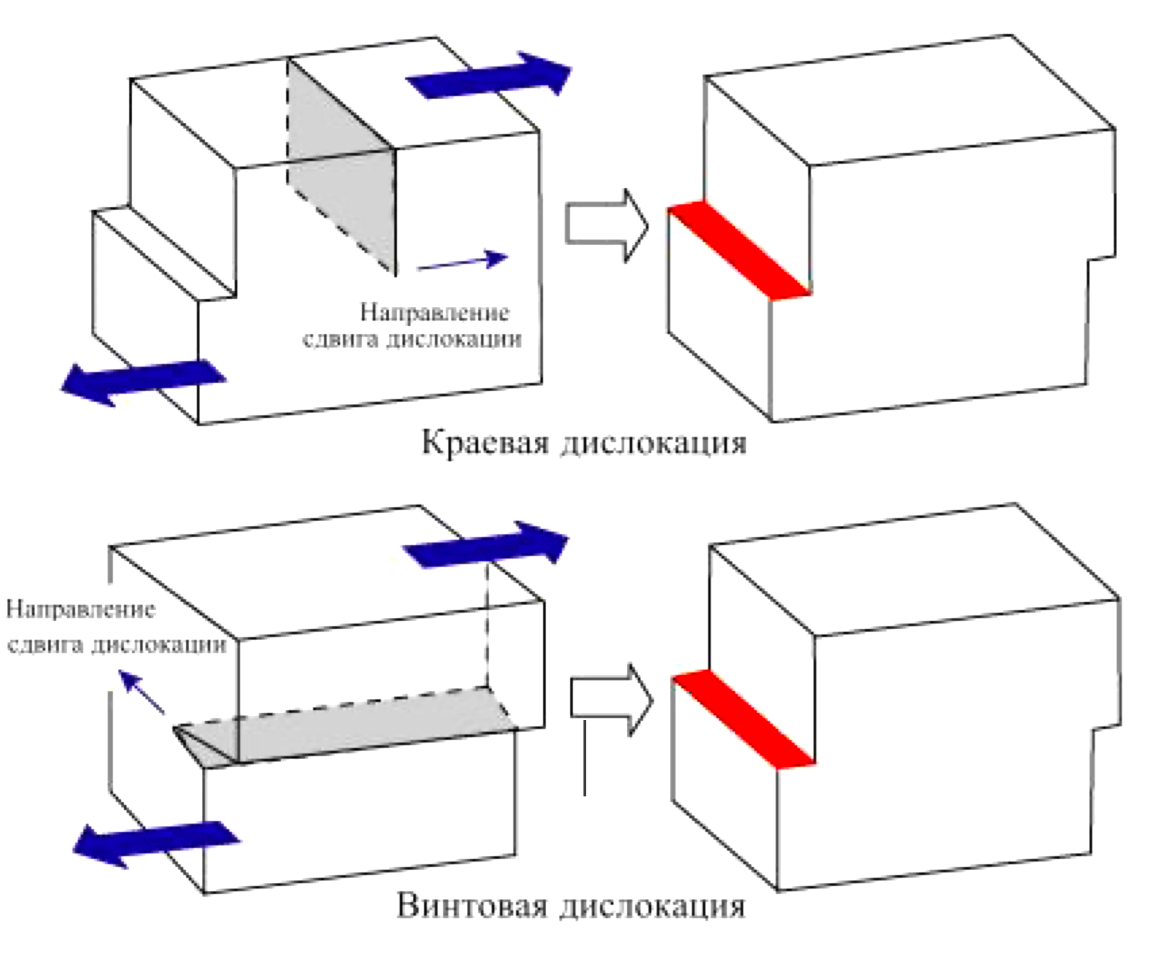 Направление
сдвига дислокации
Краевая дислокация
Направление
сдвига дислокации
Винтовая дислокация